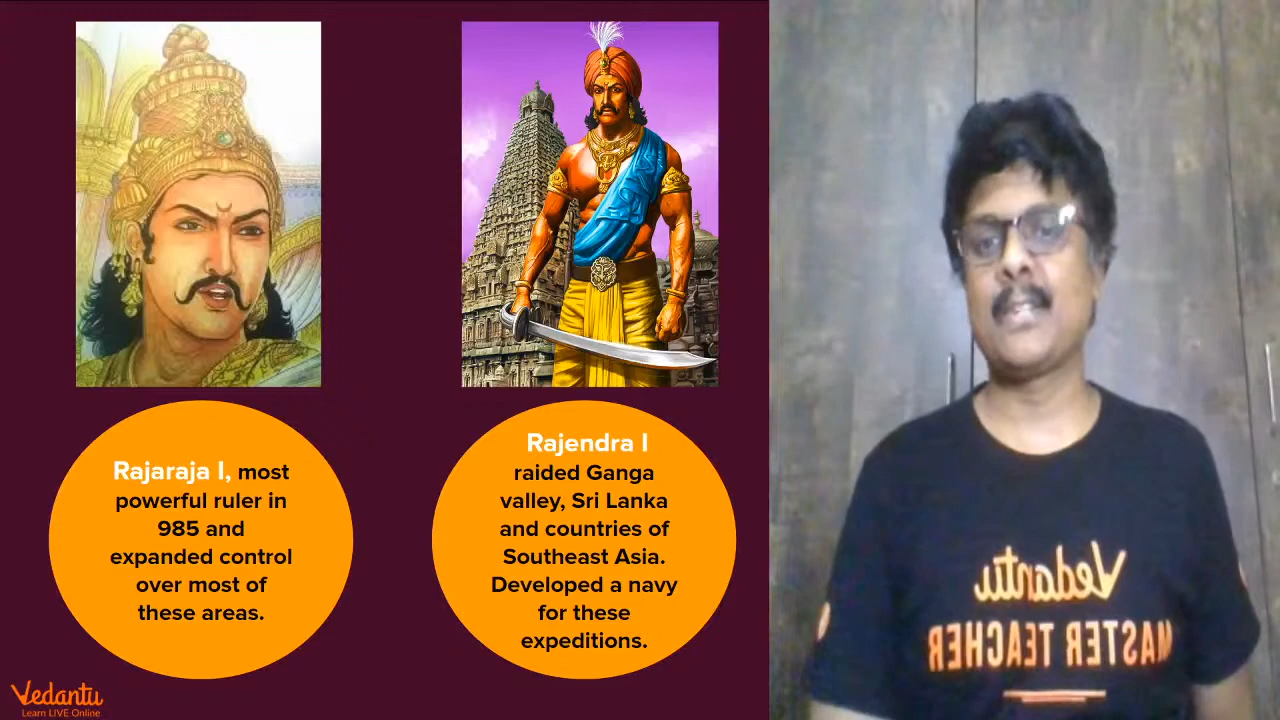 Rajaraja I, most
powerful ruler in
985 and
expanded control
over most of
these areas.
Rajendra I
raided Ganga
valley, Sri Lanka
and countries of
Southeast Asia.
Developed a navy
for these
expeditions.
Vedantu
Learn LIVE Online
Vedantu
MASTER TEACHER